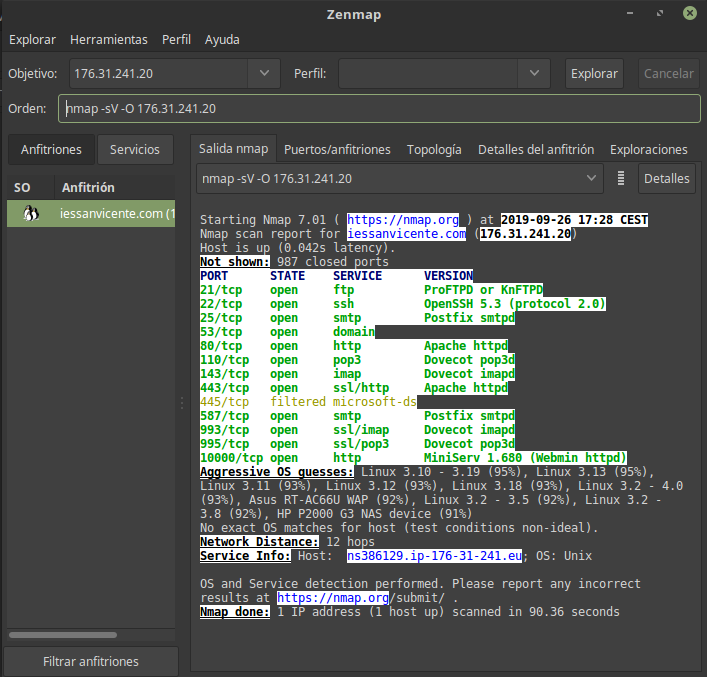 Zenmap
Explorar Herramientas Perfil Ayuda
Objetivo: 176.31.241.20 Perfil: Explorar Cancelar
Orden: nmap -sV -O 176.31.241.20
Anfitriones Servicios
SO Anfitrión
iessanvicente.com (1
Filtrar anfitriones
Salida nmap Puertos/anfitriones Topología Detalles del anfitrión Exploraciones
nmap -sV -O 176.31.241.20 Detalles
Starting Nmap 7.01 ( https://nmap.org ) at 2019-09-26 17:28 CEST
Nmap scan report for iessanvicente.com (176.31.241.20)
Host is up (0.042s latency).
Not shown: 987 closed ports
PORT STATE SERVICE VERSION
21/tcp open ftp ProFTPD or KnFTPD
22/tcp open ssh OpenSSH 5.3 (protocol 2.0)
25/tcp open smtp Postfix smtpd
53/tcp open domain
80/tcp open http Apache httpd
110/tcp open pop3 Dovecot pop3d
143/tcp open imap Dovecot imapd
443/tcp open ssl/http Apache httpd
445/tcp filtered microsoft-ds
587/tcp open smtp Postfix smtpd
993/tcp open ssl/imap Dovecot imapd
995/tcp open ssl/pop3 Dovecot pop3d
10000/tcp open http MiniServ 1.680 (Webmin httpd)
Aggressive OS guesses: Linux 3.10 - 3.19 (95%), Linux 3.13 (95%),
Linux 3.11 (93%), Linux 3.12 (93%), Linux 3.18 (93%), Linux 3.2 - 4.0
(93%), Asus RT-AC66U WAP (92%), Linux 3.2 - 3.5 (92%), Linux 3.2 -
3.8 (92%), HP P2000 G3 NAS device (91%)
No exact OS matches for host (test conditions non-ideal).
Network Distance: 12 hops
Service Info: Host: ns386129.ip-176-31-241.eu; OS: Unix
OS and Service detection performed. Please report any incorrect
results at https://nmap.org/submit/ .
Nmap done: 1 IP address (1 host up) scanned in 90.36 seconds